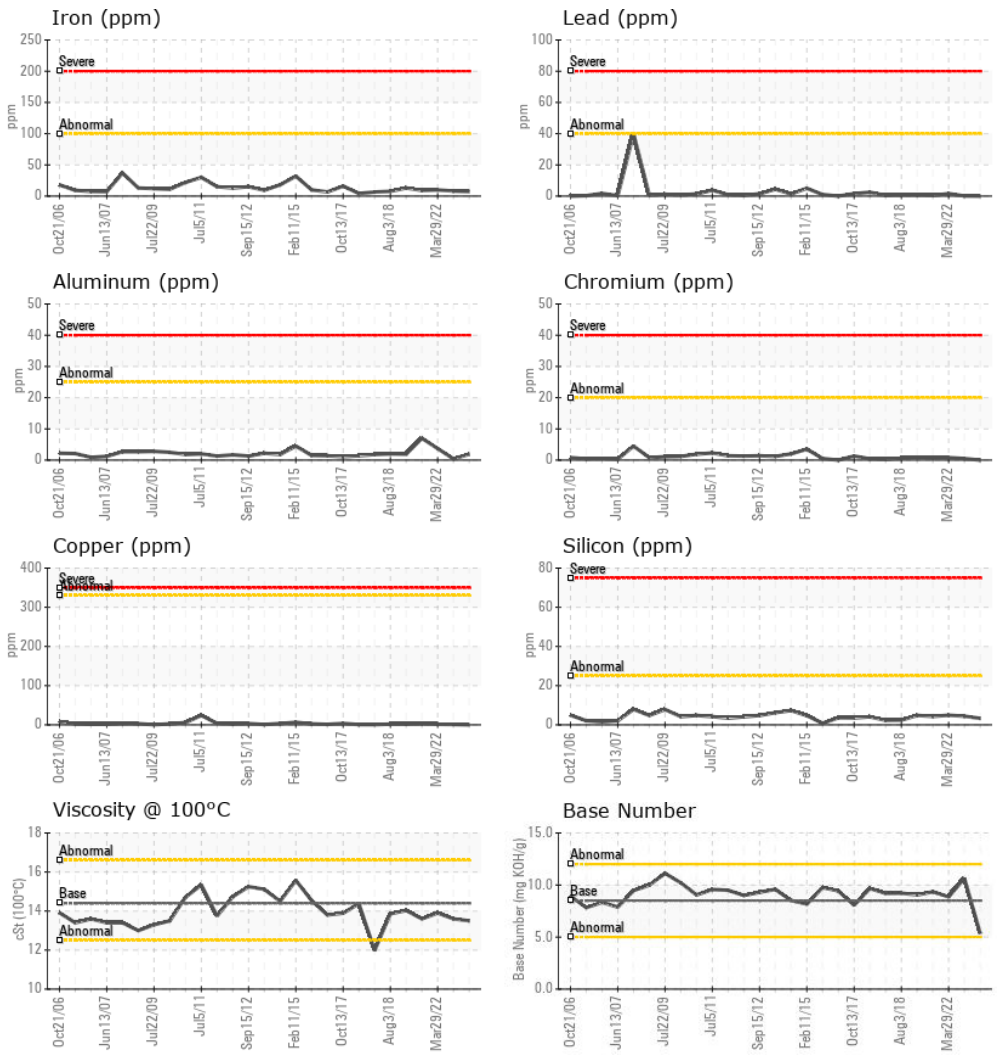 Iron (ppm)
250
200
150
100
50
0
ppm
Severe
Abnormal
Oct21/06
Jun13/07
Jul22/09
Jul5/11
Sep15/12
Feb11/15
Oct13/17
Aug3/18
Mar29/22
Lead (ppm)
100
80
60
40
20
0
ppm
Severe
Abnormal
Oct21/06
Jun13/07
Jul22/09
Jul5/11
Sep15/12
Feb11/15
Oct13/17
Aug3/18
Mar29/22
Aluminum (ppm)
50
40
30
20
10
0
ppm
Severe
Abnormal
Oct21/06
Jun13/07
Jul22/09
Jul5/11
Sep15/12
Feb11/15
Oct13/17
Aug3/18
Mar29/22
Chromium (ppm)
50
40
30
20
10
0
ppm
Severe
Abnormal
Oct21/06
Jun13/07
Jul22/09
Jul5/11
Sep15/12
Feb11/15
Oct13/17
Aug3/18
Mar29/22
Copper (ppm)
400
300
200
100
0
ppm
Severe
Abnormal
Oct21/06
Jun13/07
Jul22/09
Jul5/11
Sep15/12
Feb11/15
Oct13/17
Aug3/18
Mar29/22
Silicon (ppm)
80
60
40
20
0
ppm
Severe
Abnormal
Oct21/06
Jun13/07
Jul22/09
Jul5/11
Sep15/12
Feb11/15
Oct13/17
Aug3/18
Mar29/22
Viscosity @ 100°C
18
16
14
12
10
cSt (100°C)
Abnormal
Base
Abnormal
Oct21/06
Jun13/07
Jul22/09
Jul5/11
Sep15/12
Feb11/15
Oct13/17
Aug3/18
Mar29/22
Base Number
15.0
10.0
5.0
0.0
Base Number (mg KOH/g)
Abnormal
Base
Abnormal
Oct21/06
Jun13/07
Jul22/09
Jul5/11
Sep15/12
Feb11/15
Oct13/17
Aug3/18
Mar29/22